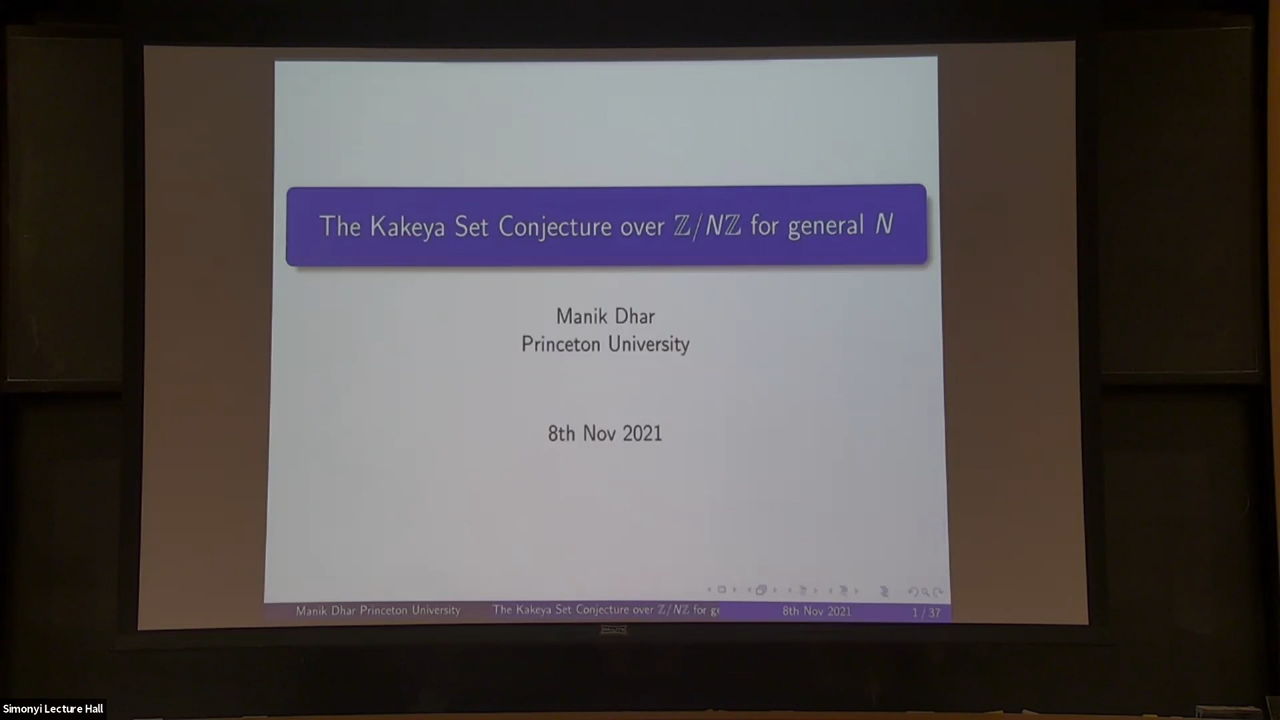 The Kakeya Set Conjecture over ℤ/Nℤ for general N
Manik Dhar
Princeton University
8th Nov 2021
Manik Dhar Princeton University The Kakeya Set Conjecture over ℤ/Nℤ for ge 8th Nov 2021 1 / 37
Simonyi Lecture Hall